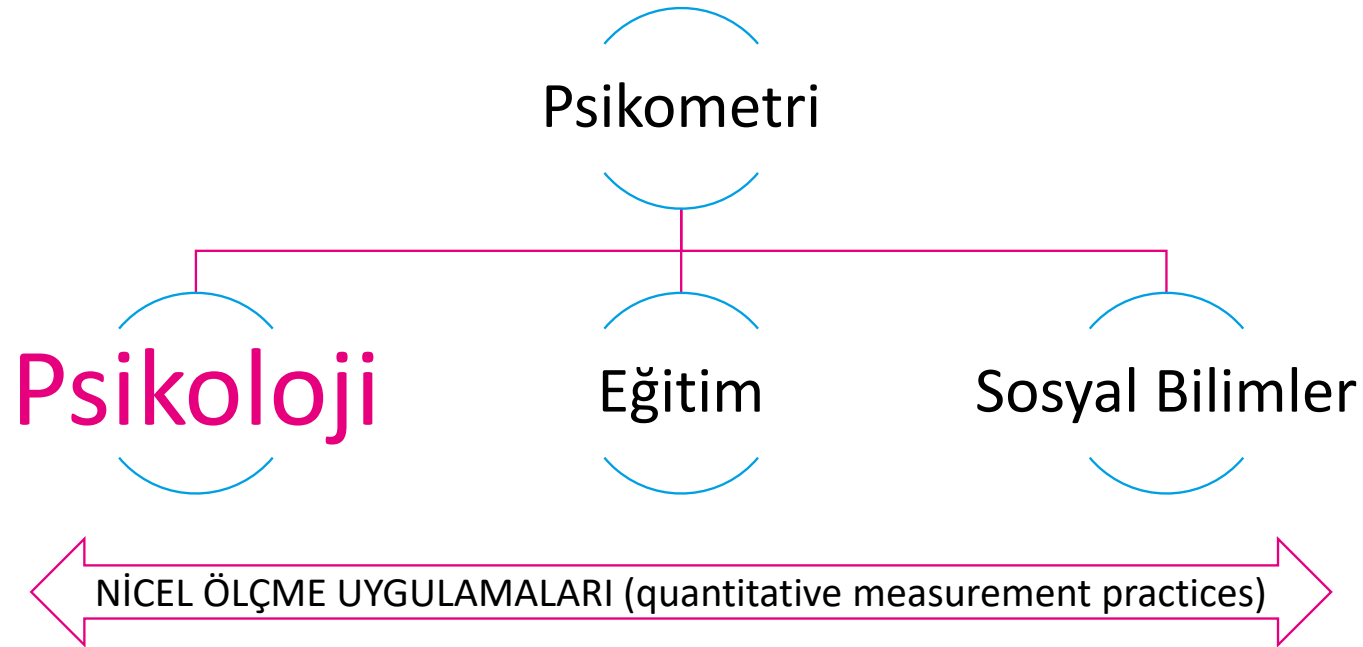 Psikometri
Psikoloji
Eğitim
Sosyal Bilimler
NİCEL ÖLÇME UYGULAMALARI (quantitative measurement practices)